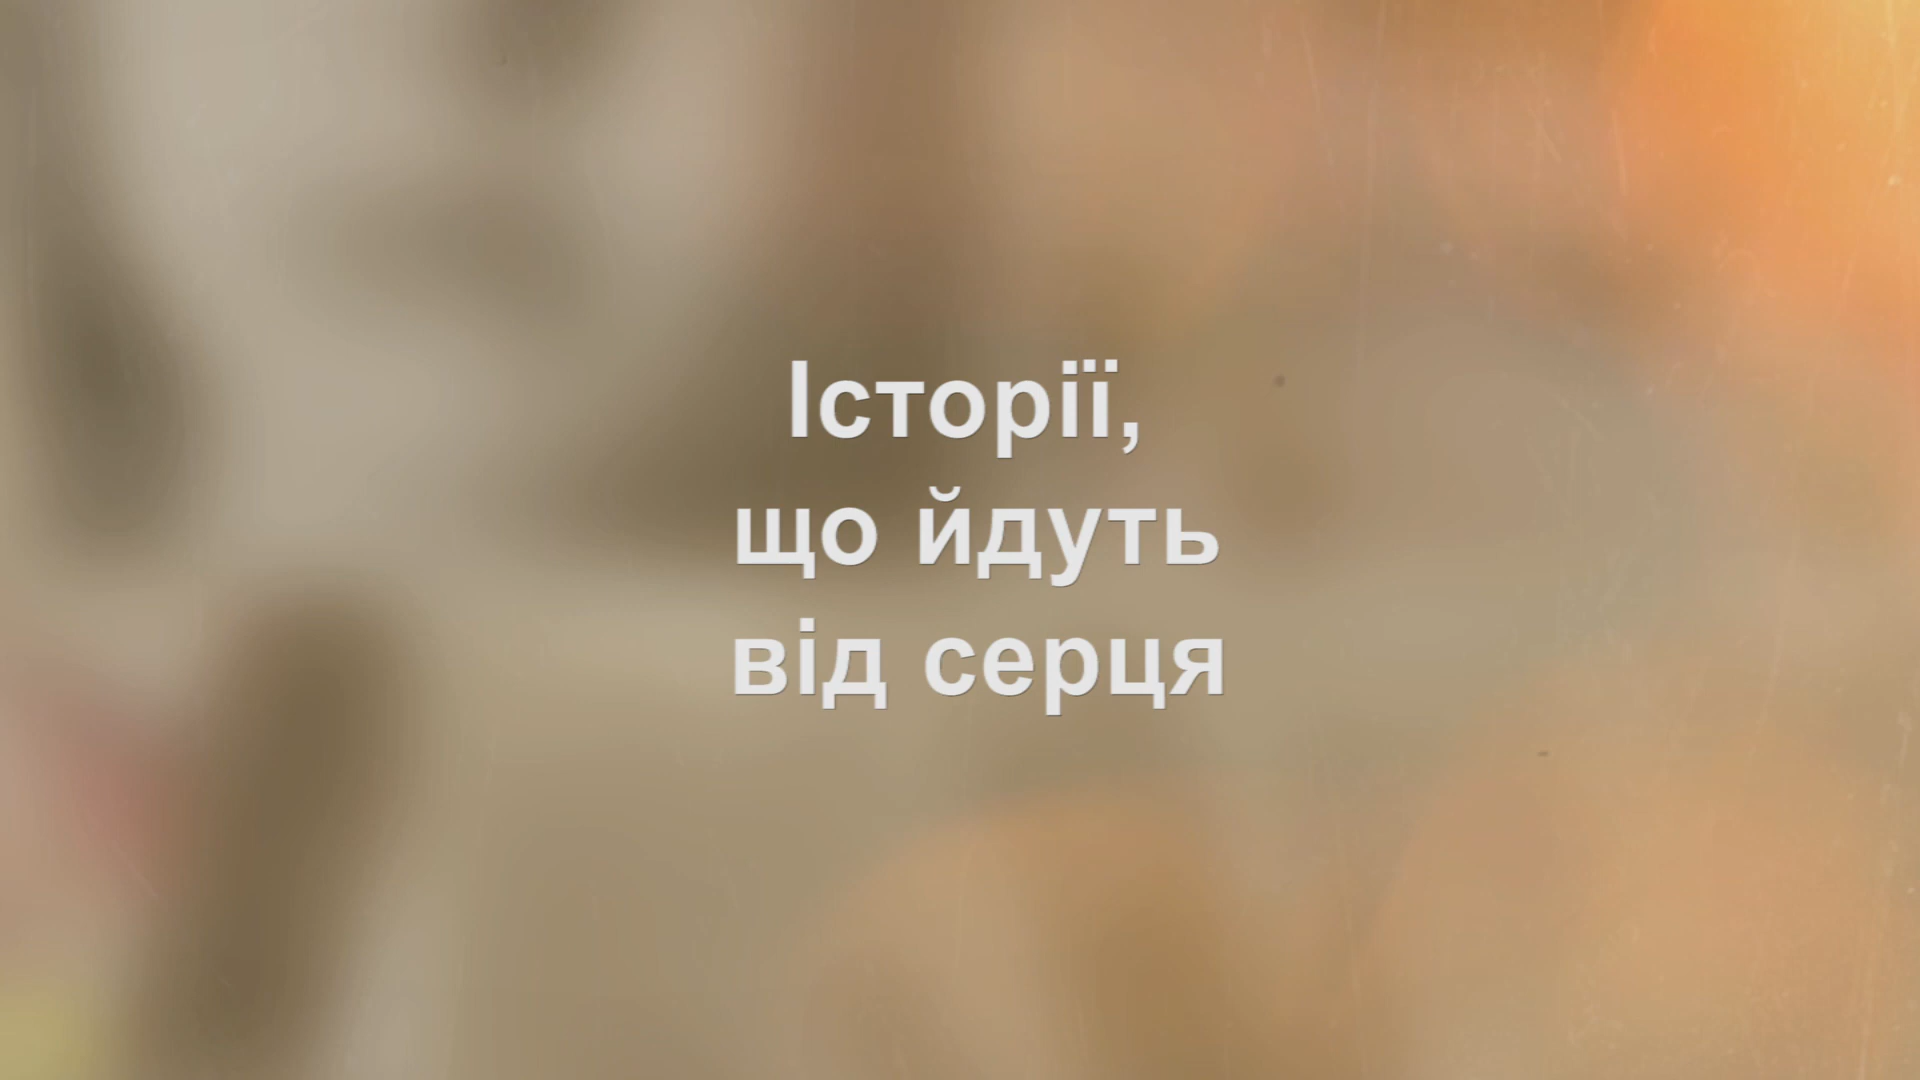 Історії,
що йдуть
від серця